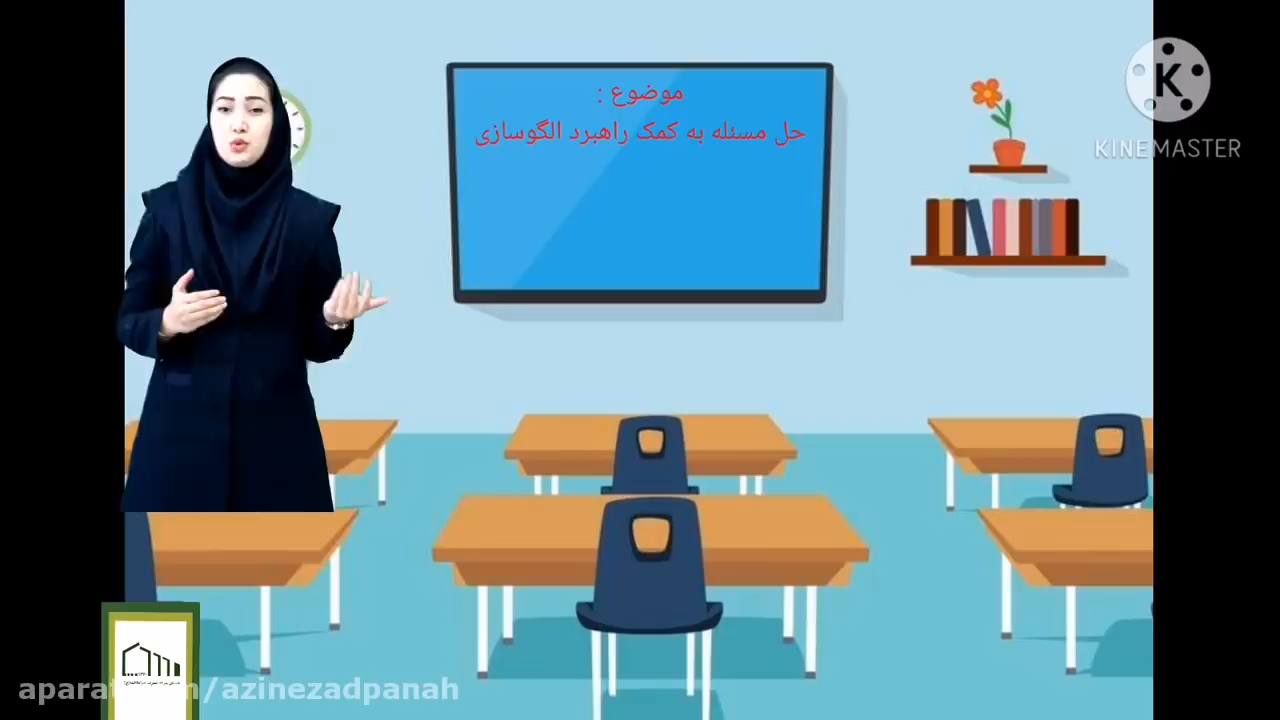 موضوع :
حل مسئله به کمک راهبرد الگوسازی
K
KINEMASTER
/azinezadpanah